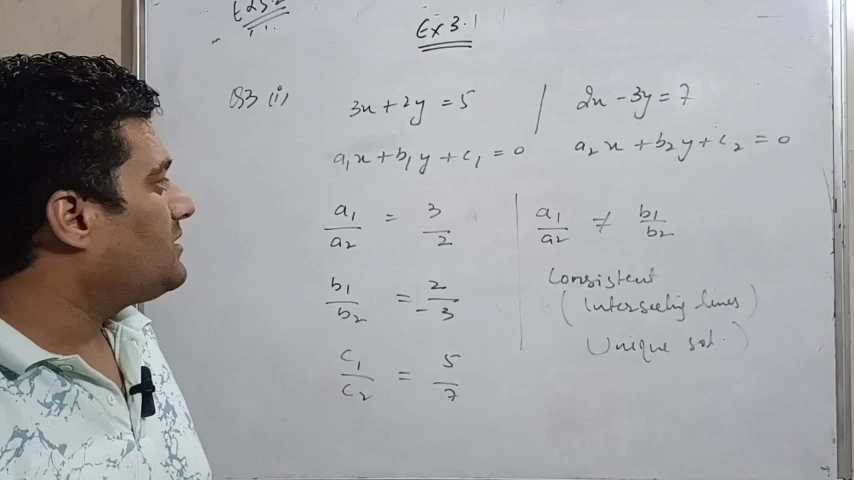 Ex 3.1
Q3 (i) 3x + 2y = 5 | 2x - 3y = 7
a₁x + b₁y + c₁ = 0 a₂x + b₂y + c₂ = 0
a₁/a₂ = 3/2 | a₁/a₂ ≠ b₁/b₂
b₁/b₂ = 2/-3
Consistent
(Intersecting lines
Unique sol.)
c₁/c₂ = 5/7